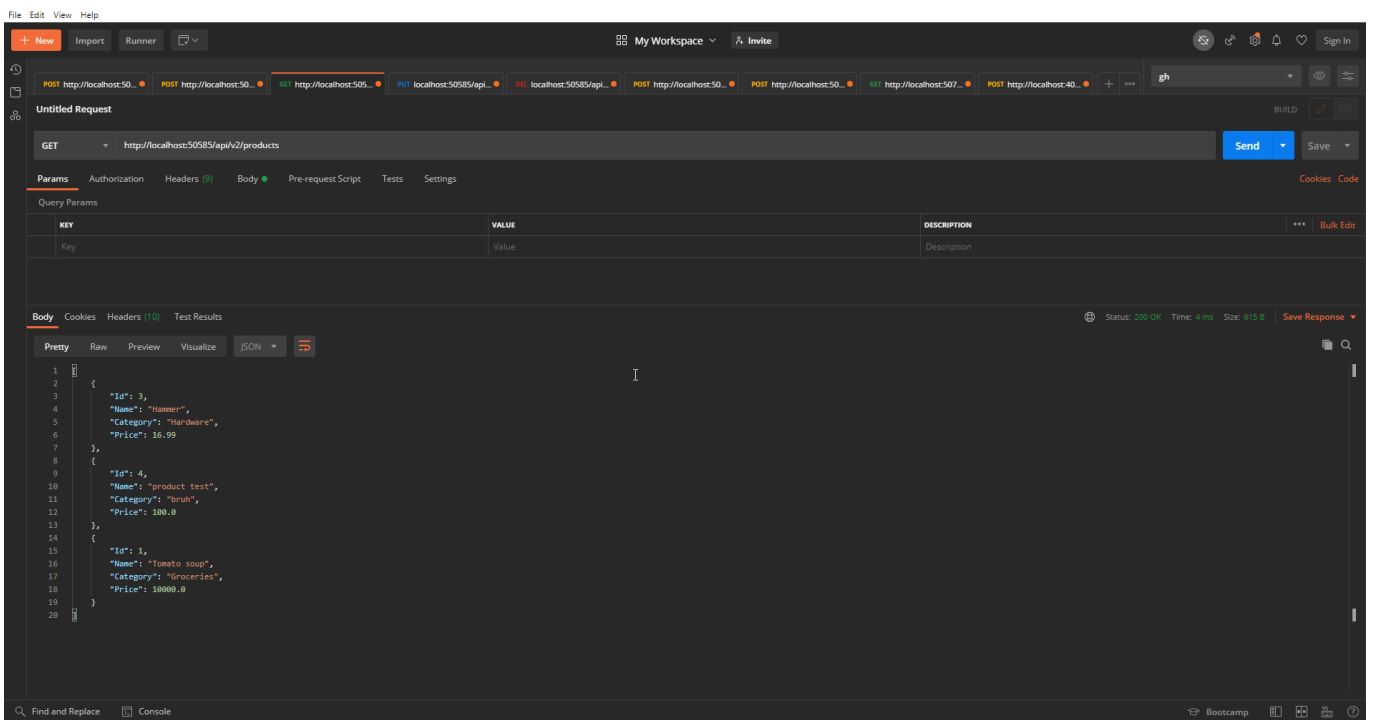 File Edit View Help
+ New Import Runner My Workspace Invite Sign In
POST http://localhost:50... POST http://localhost:50... GET http://localhost:505... PUT localhost:50585/api... DEL localhost:50585/api... POST http://localhost:50... POST http://localhost:50... GET http://localhost:507... POST http://localhost:40... + ••• gh
Untitled Request BUILD
GET http://localhost:50585/api/v2/products Send Save
Params Authorization Headers (9) Body Pre-request Script Tests Settings Cookies Code
Query Params
KEY VALUE DESCRIPTION ••• Bulk Edit
Key Value Description
Body Cookies Headers (10) Test Results Status: 200 OK Time: 4 ms Size: 615 B Save Response
Pretty Raw Preview Visualize JSON
1 [
2 {
3 "Id": 3,
4 "Name": "Hammer",
5 "Category": "Hardware",
6 "Price": 16.99
7 },
8 {
9 "Id": 4,
10 "Name": "product test",
11 "Category": "bruh",
12 "Price": 100.0
13 },
14 {
15 "Id": 1,
16 "Name": "Tomato soup",
17 "Category": "Groceries",
18 "Price": 10000.0
19 }
20 ]
Find and Replace Console Bootcamp